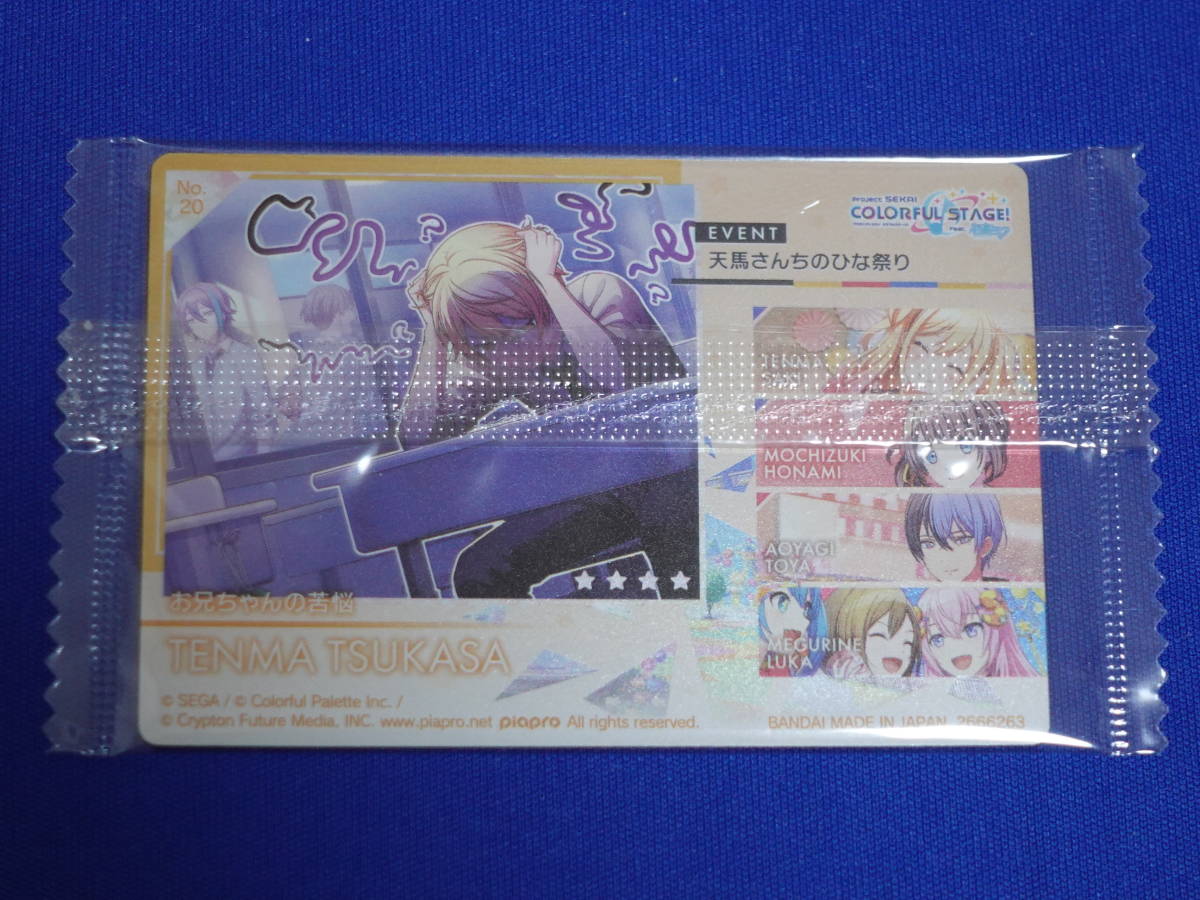 No.
20
PROJECT SEKAI
COLORFUL STAGE!
feat.
EVENT
天馬さんちのひな祭り
TENMA
MOCHIZUKI
HONAMI
AOYAGI
TOYA
MEGURINE
LUKA
お兄ちゃんの苦悩
TENMA TSUKASA
© SEGA / © Colorful Palette Inc. /
© Crypton Future Media, INC. www.piapro.net piapro All rights reserved.
BANDAI MADE IN JAPAN 2666263